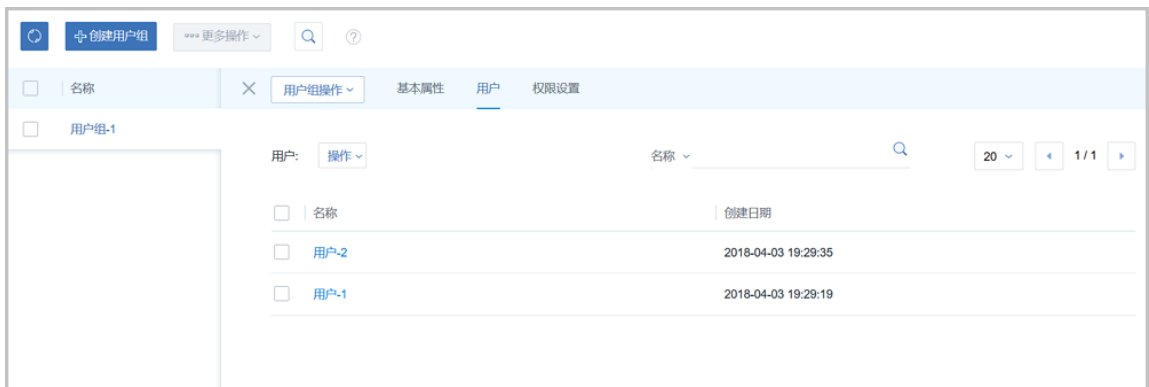 创建用户组 更多操作
名称 用户组操作 基本属性 用户 权限设置
用户组-1
用户: 操作 名称 20 1 / 1
名称 创建日期
用户-2 2018-04-03 19:29:35
用户-1 2018-04-03 19:29:19